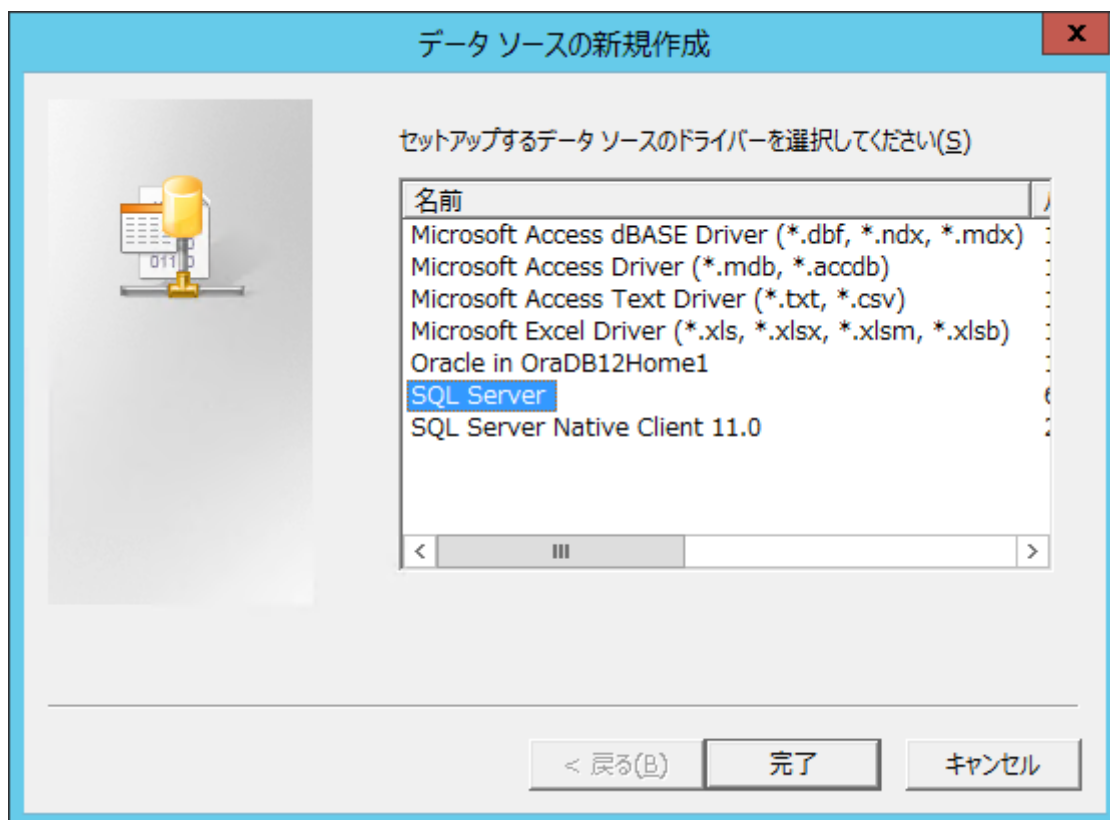 データ ソースの新規作成
x
セットアップするデータ ソースのドライバーを選択してください(S)
名前
Microsoft Access dBASE Driver (*.dbf, *.ndx, *.mdx)
Microsoft Access Driver (*.mdb, *.accdb)
Microsoft Access Text Driver (*.txt, *.csv)
Microsoft Excel Driver (*.xls, *.xlsx, *.xlsm, *.xlsb)
Oracle in OraDB12Home1
SQL Server
SQL Server Native Client 11.0
< 戻る(B) 完了 キャンセル